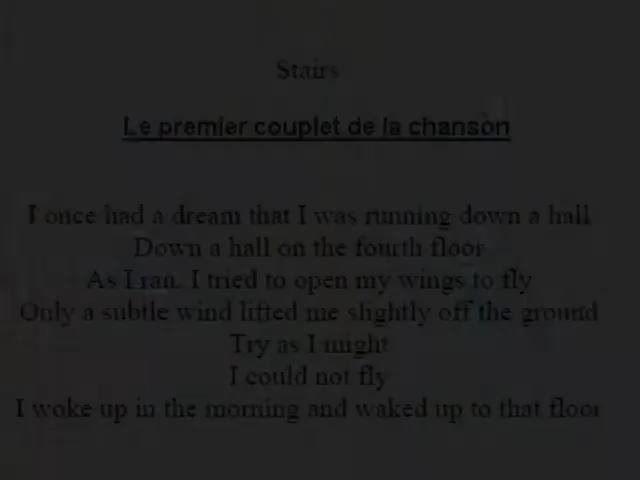 Stairs
Le premier couplet de la chanson
I once had a dream that I was running down a hall
Down a hall on the fourth floor
As I ran, I tried to open my wings to fly
Only a subtle wind lifted me slightly off the ground
Try as I might
I could not fly
I woke up in the morning and waked up to that floor